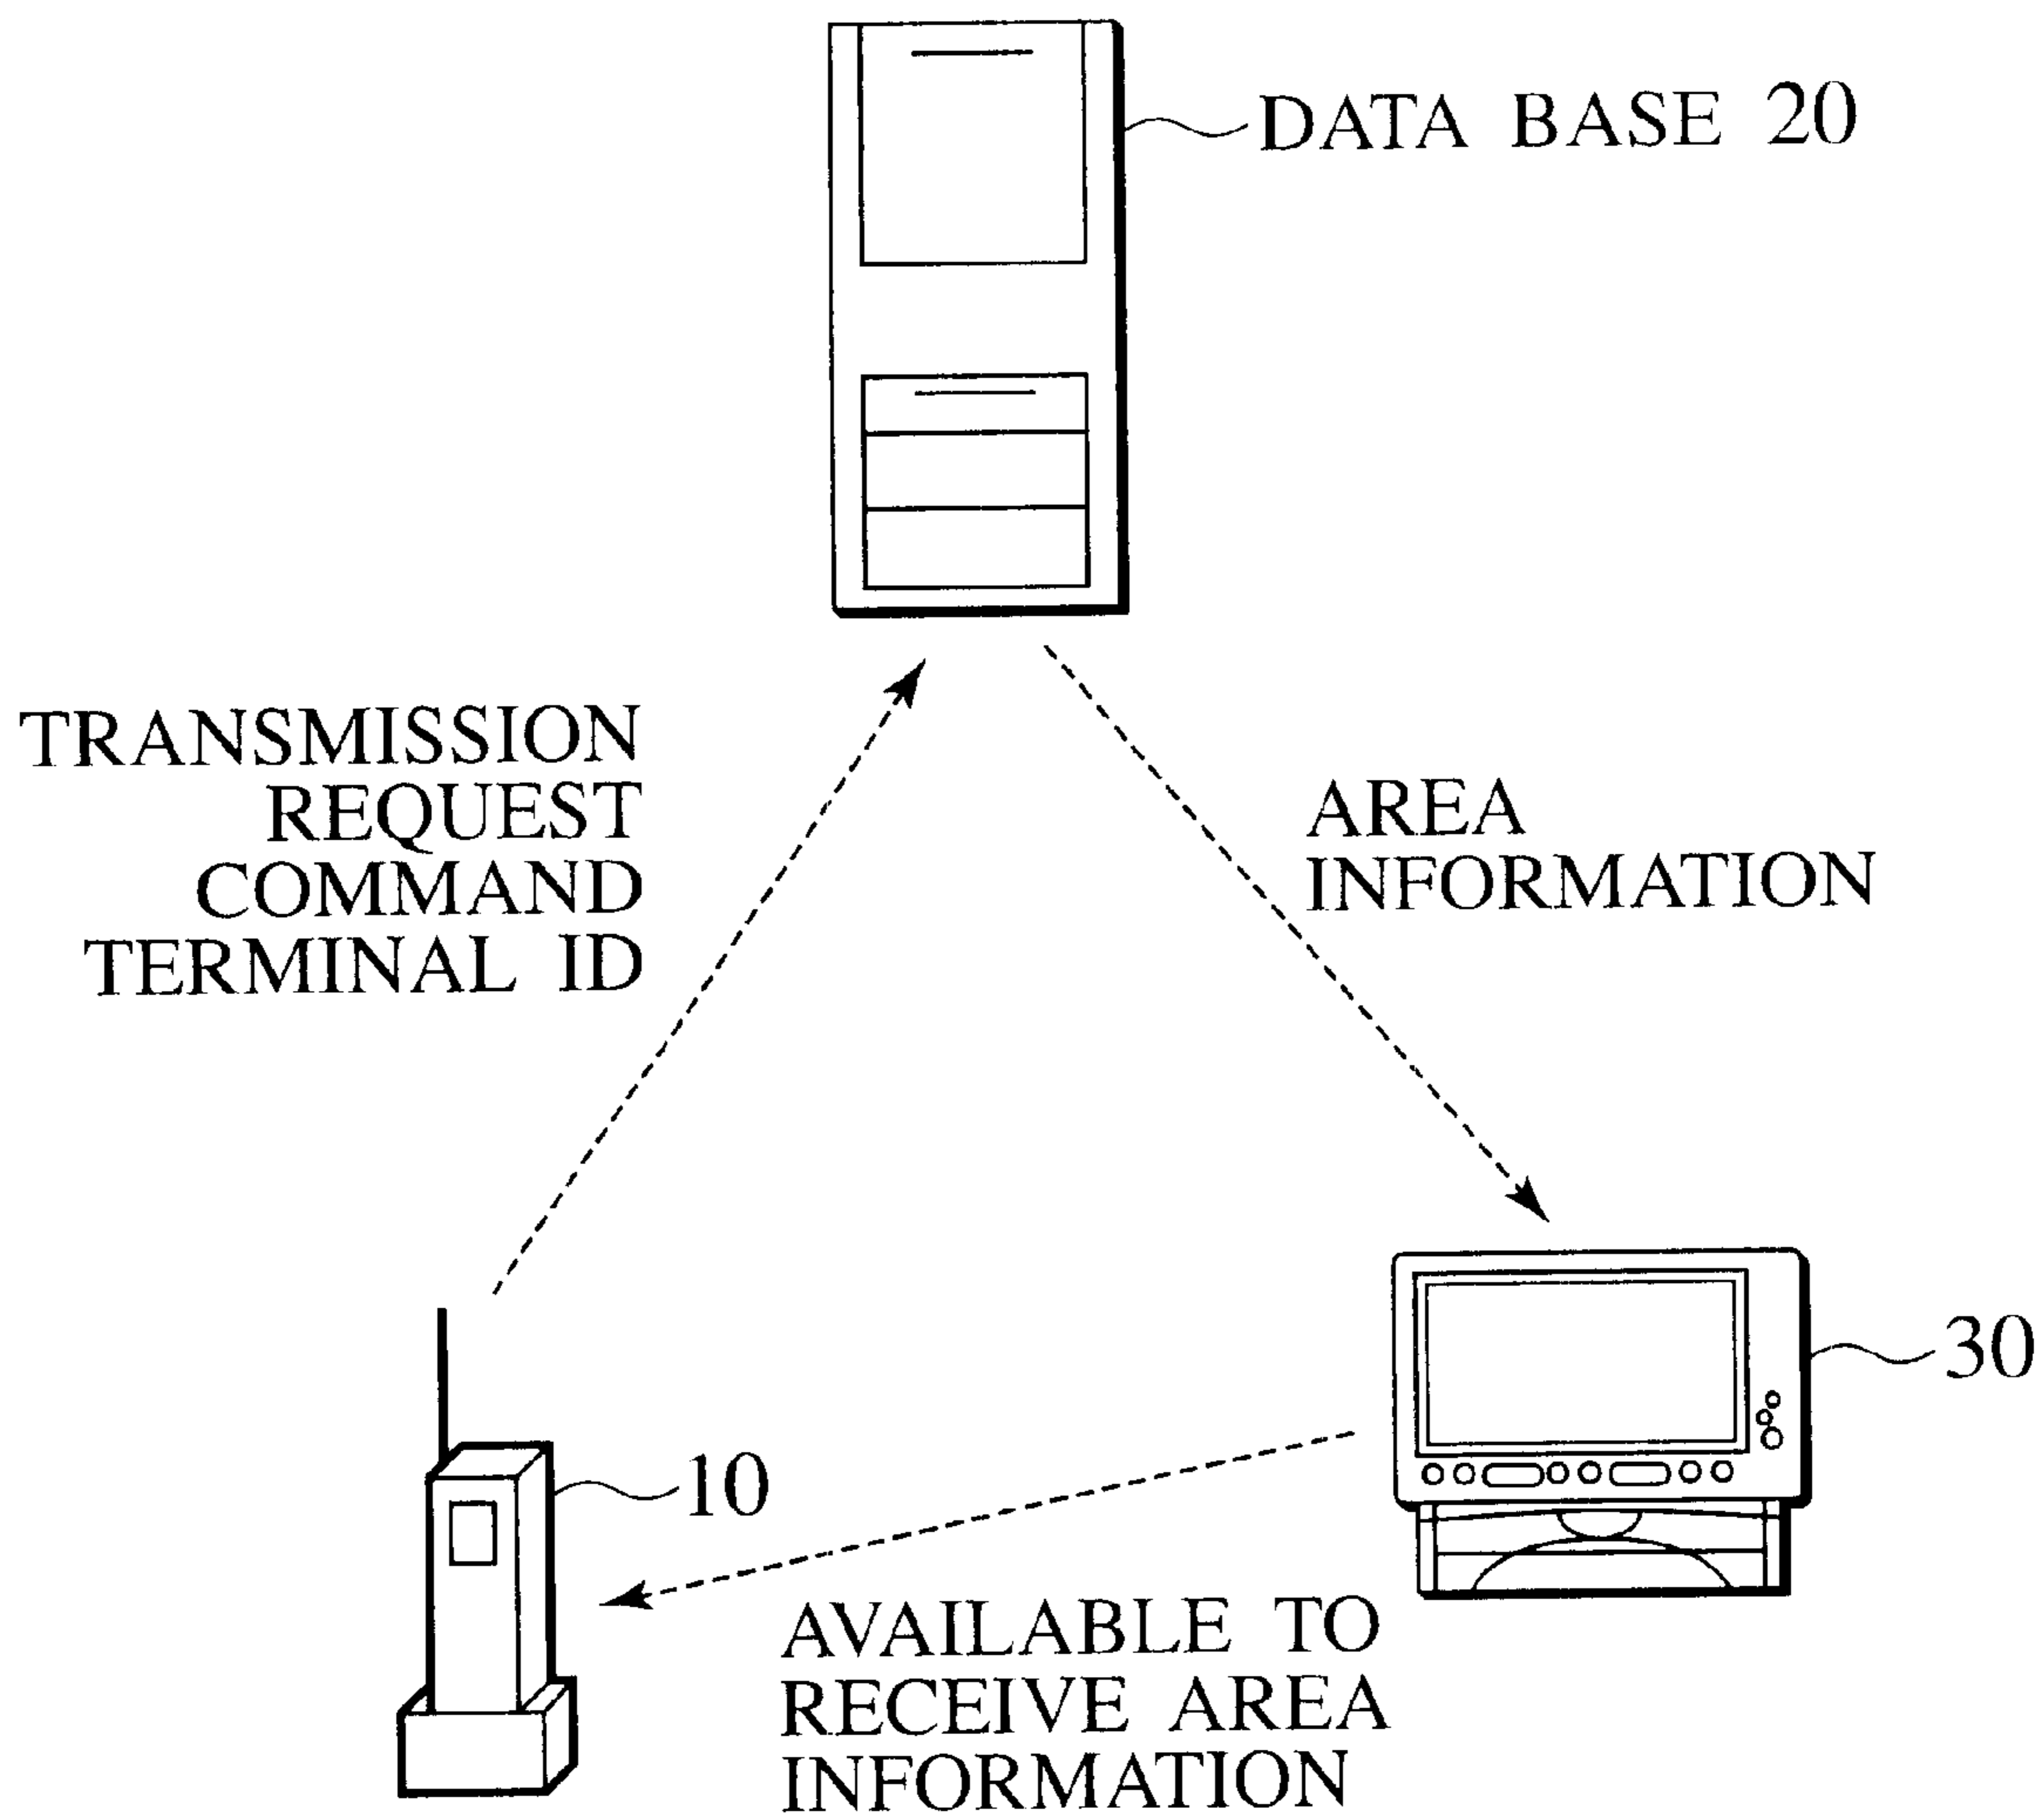 DATA BASE 20
TRANSMISSION
REQUEST
COMMAND
TERMINAL ID
AREA
INFORMATION
30
10
AVAILABLE TO
RECEIVE AREA
INFORMATION